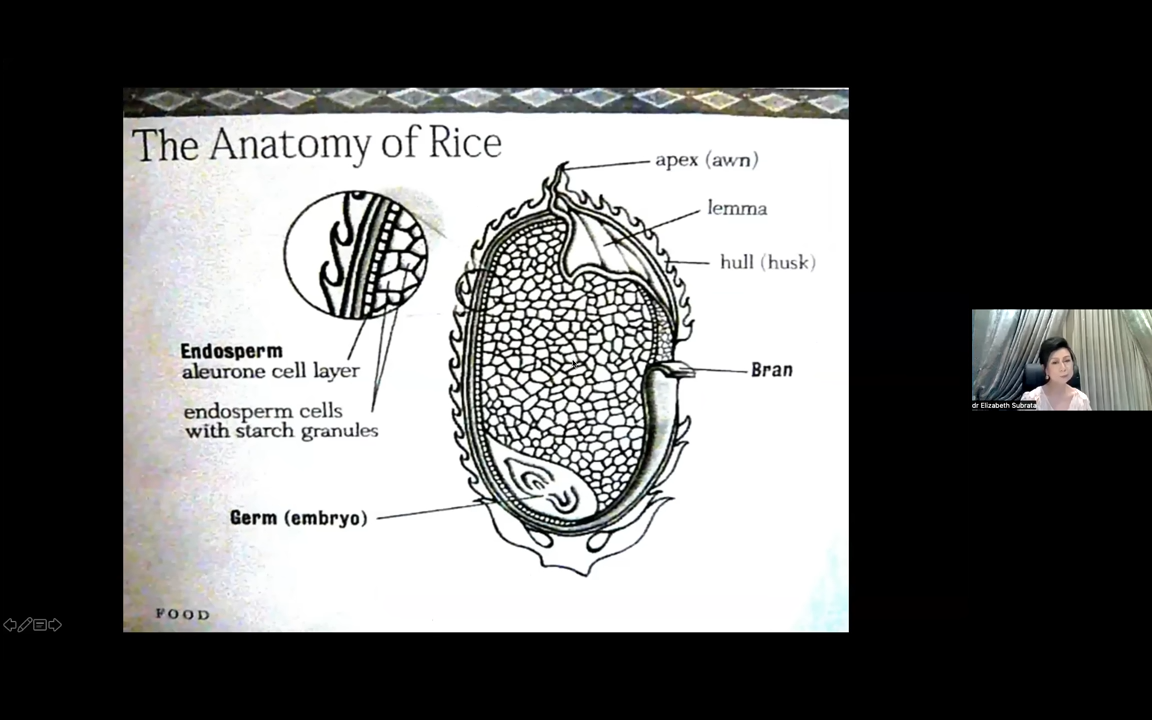 The Anatomy of Rice
apex (awn)
lemma
hull (husk)
Endosperm
aleurone cell layer
Bran
endosperm cells
with starch granules
Germ (embryo)
FOOD
dr Elizabeth Subrata